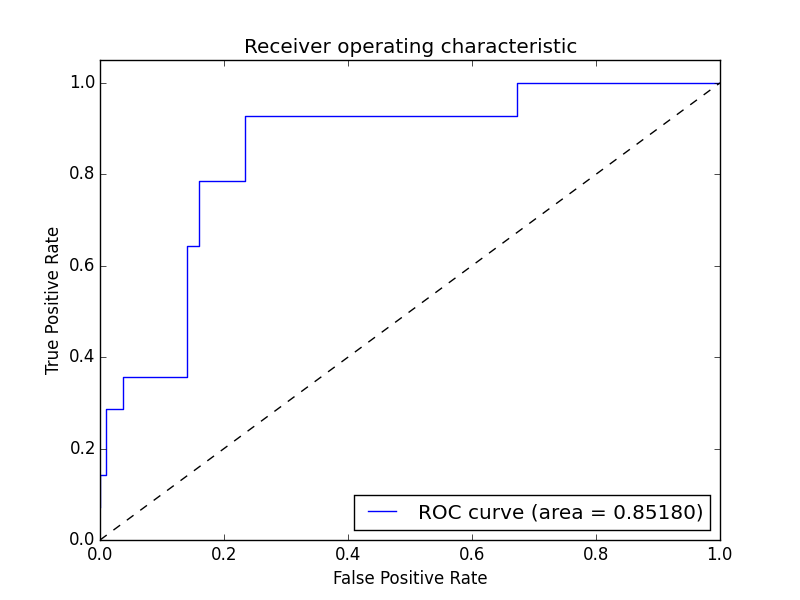 Receiver operating characteristic
1.0
0.8
0.6
0.4
0.2
0.0
True Positive Rate
ROC curve (area = 0.85180)
0.0 0.2 0.4 0.6 0.8 1.0
False Positive Rate